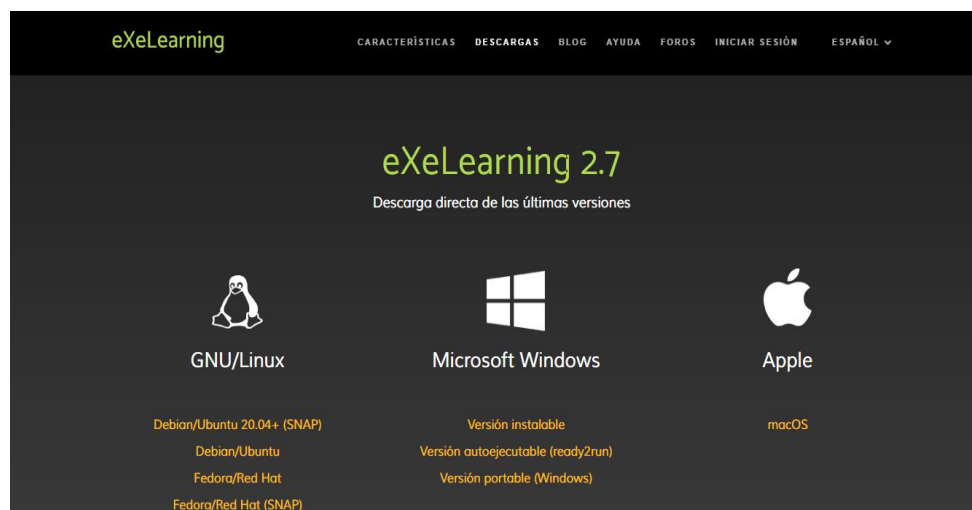 eXeLearning
CARACTERÍSTICAS DESCARGAS BLOG AYUDA FOROS INICIAR SESIÓN ESPAÑOL
eXeLearning 2.7
Descarga directa de las últimas versiones
GNU/Linux
Debian/Ubuntu 20.04+ (SNAP)
Debian/Ubuntu
Fedora/Red Hat
Fedora/Red Hat (SNAP)
Microsoft Windows
Versión instalable
Versión autoejecutable (ready2run)
Versión portable (Windows)
Apple
macOS